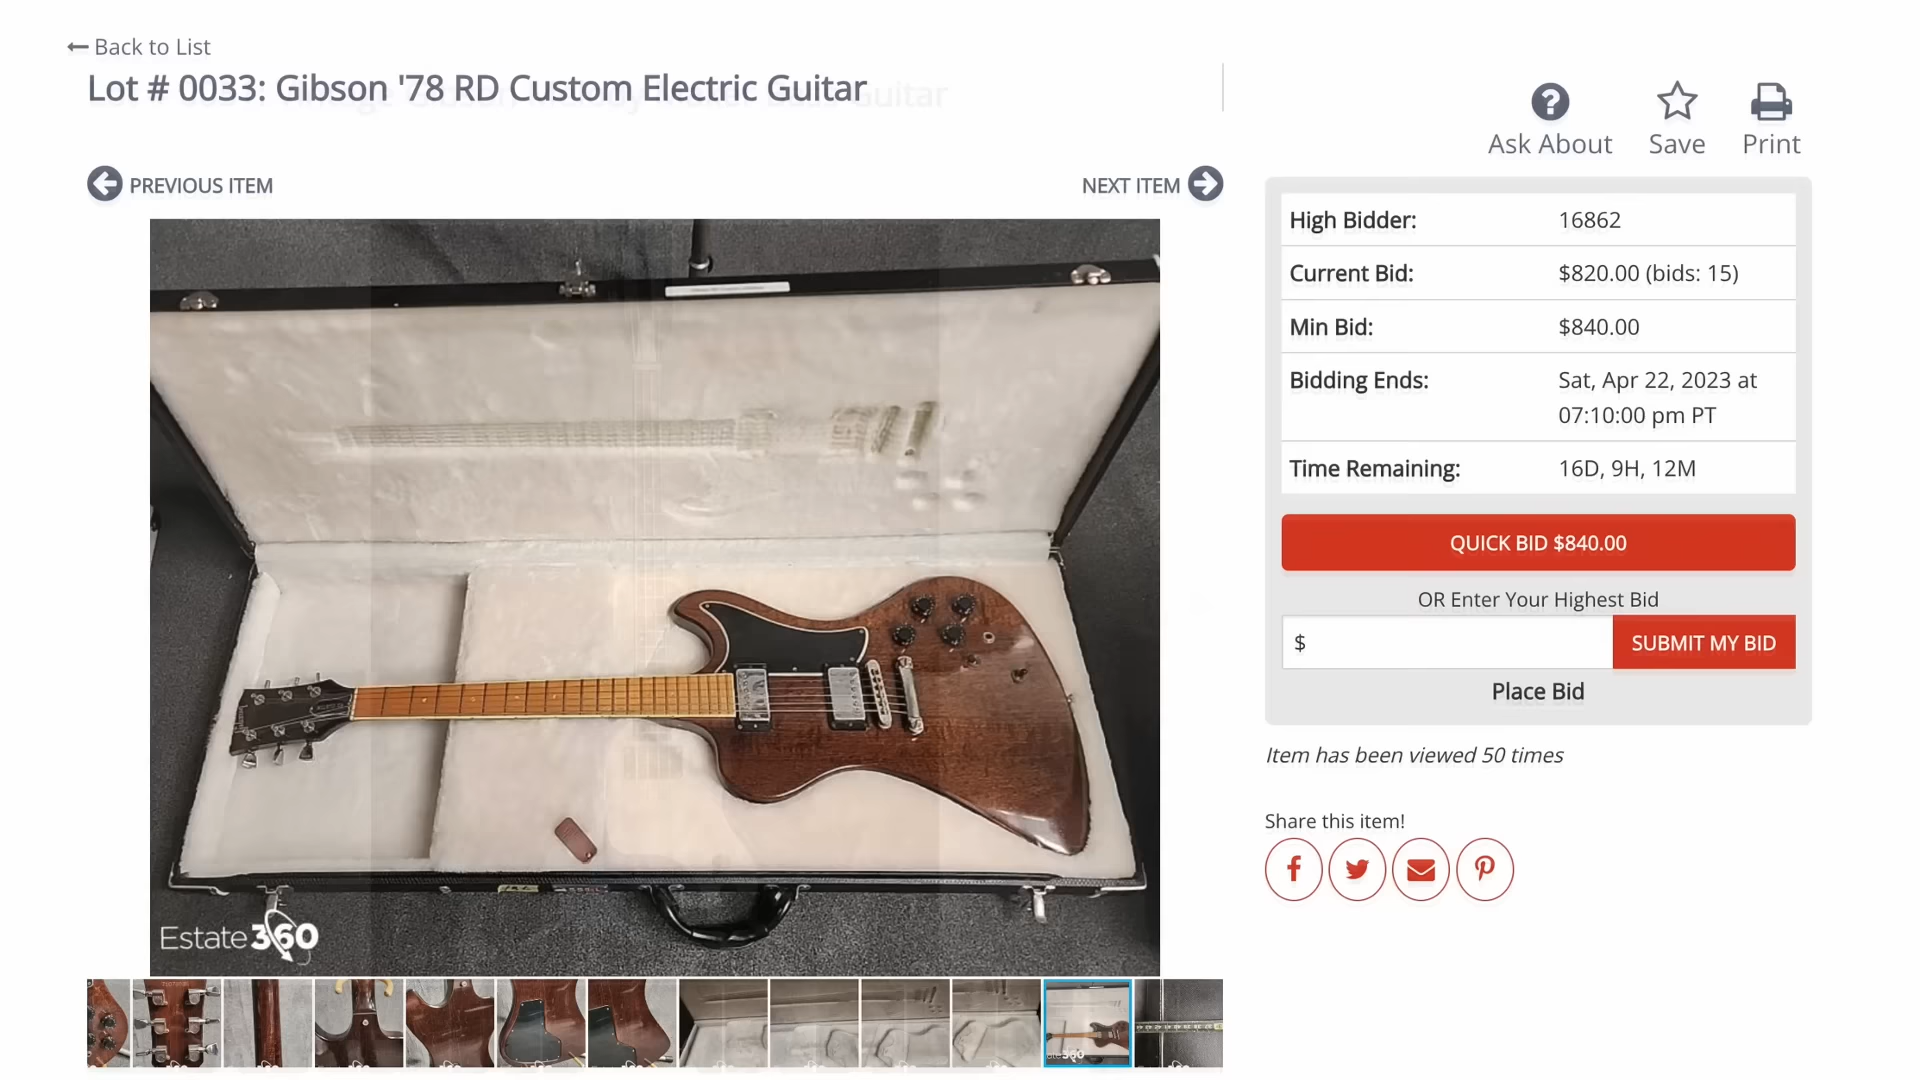 Back to List
Lot # 0033: Gibson '78 RD Custom Electric Guitar
Ask About
Save
Print
PREVIOUS ITEM
NEXT ITEM
High Bidder: 16862
Current Bid: $820.00 (bids: 15)
Min Bid: $840.00
Bidding Ends: Sat, Apr 22, 2023 at
07:10:00 pm PT
Time Remaining: 16D, 9H, 12M
QUICK BID $840.00
OR Enter Your Highest Bid
$
SUBMIT MY BID
Place Bid
Item has been viewed 50 times
Share this item!
Estate 360